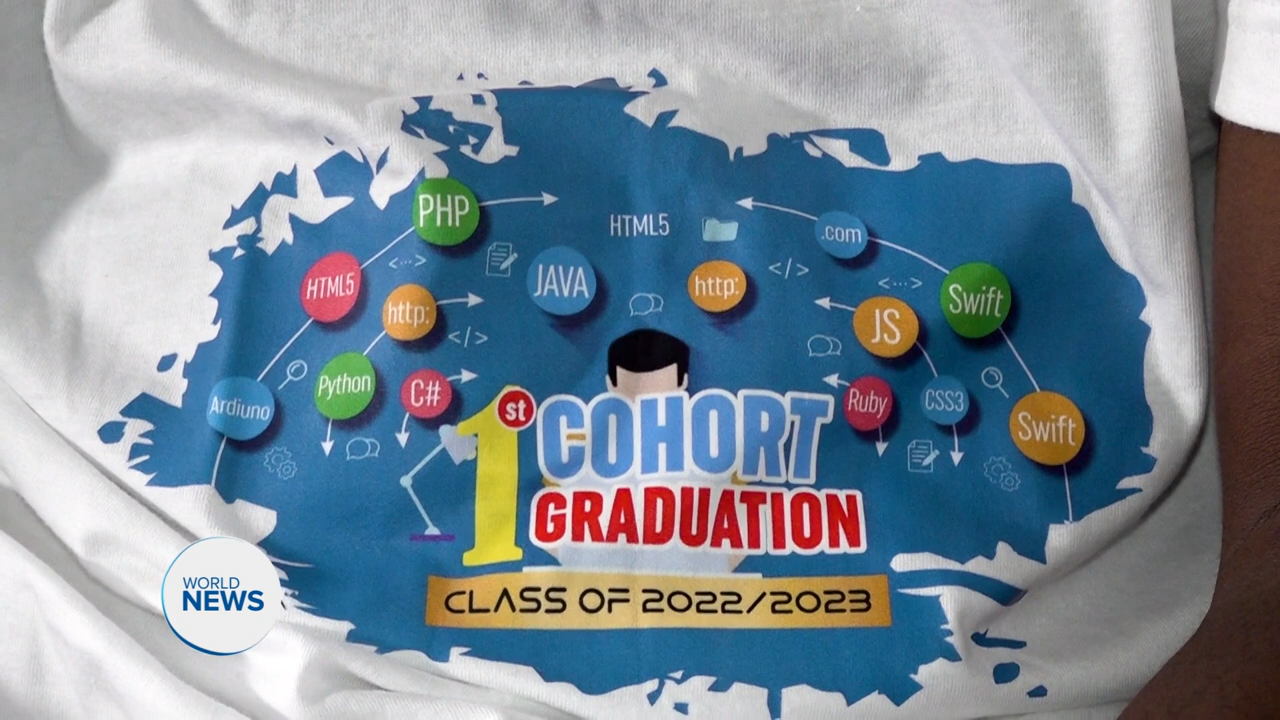 PHP
HTML5
.com
HTML5
JAVA
http:
Swift
http:
JS
Python
C#
Ruby
CSS3
Ardiuno
Swift
1st COHORT
GRADUATION
CLASS OF 2022/2023
WORLD
NEWS